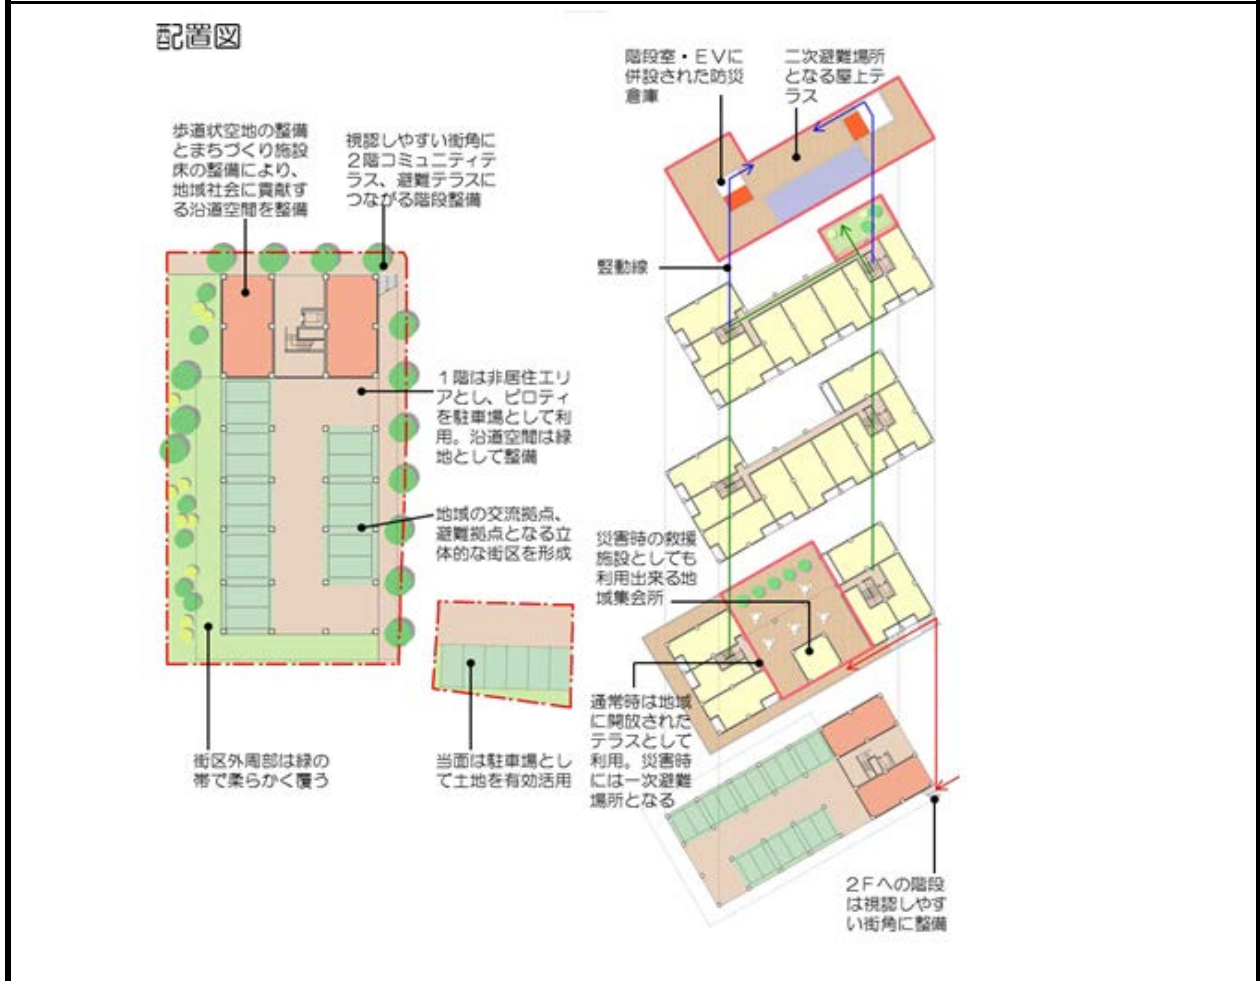 配置図
歩道状空地の整備
とまちづくり施設
床の整備により、
地域社会に貢献す
る沿道空間を整備
視認しやすい街角に
２階コミュニティテ
ラス、避難テラスに
つながる階段整備
１階は非居住エリ
アとし、ピロティ
を駐車場として利
用。沿道空間は緑
地として整備
地域の交流拠点、
避難拠点となる立
体的な街区を形成
街区外周部は緑の
帯で柔らかく覆う
当面は駐車場とし
て土地を有効活用
階段室・ＥＶに
併設された防災
倉庫
二次避難場所
となる屋上テ
ラス
竪動線
災害時の救援
施設としても
利用出来る地
域集会所
通常時は地域
に開放された
テラスとして
利用。災害時
には一次避難
場所となる
２Ｆへの階段
は視認しやす
い街角に整備